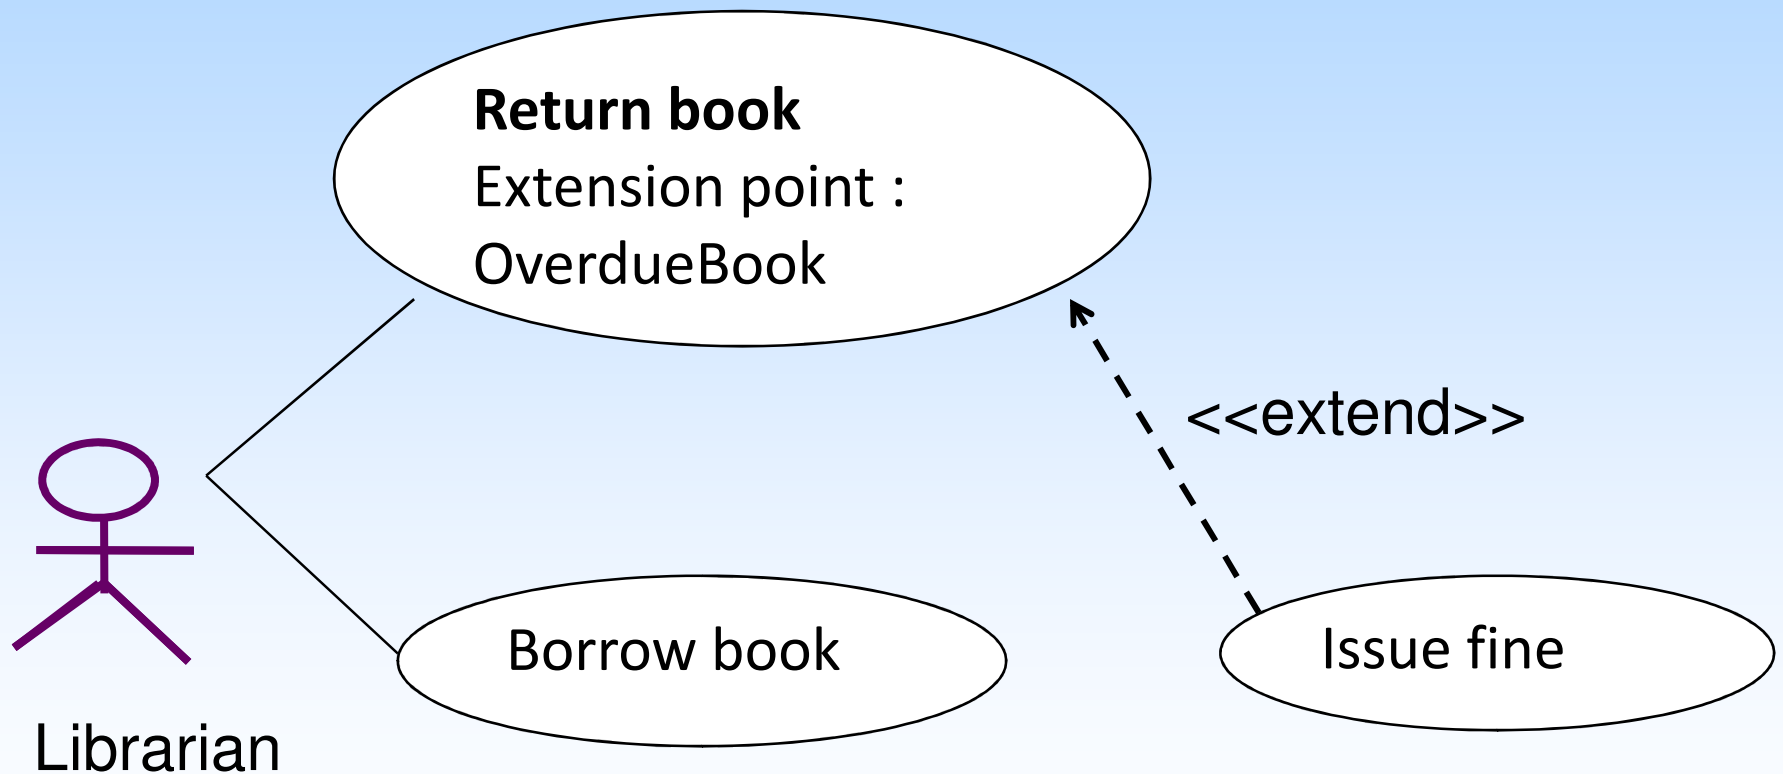 Return book
Extension point :
OverdueBook
<<extend>>
Borrow book
Issue fine
Librarian